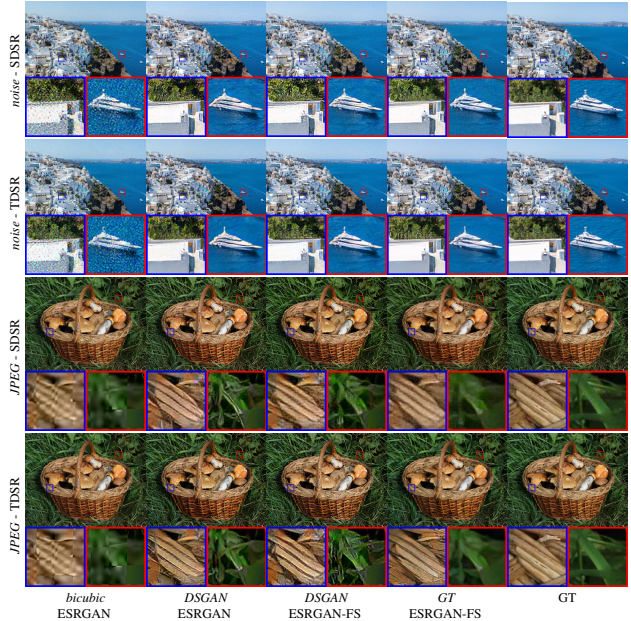 noise - SDSR
noise - TDSR
JPEG - SDSR
JPEG - TDSR
bicubic DSGAN DSGAN GT GT
ESRGAN ESRGAN ESRGAN-FS ESRGAN-FS